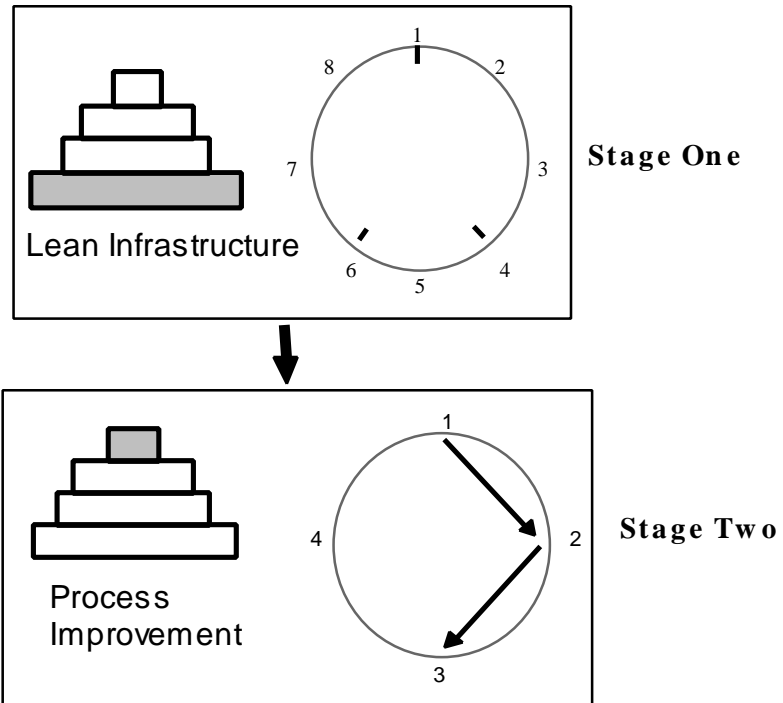 1
8
2
7
3
6
4
5
Lean Infrastructure
Stage One
1
4
2
3
Process
Improvement
Stage Two